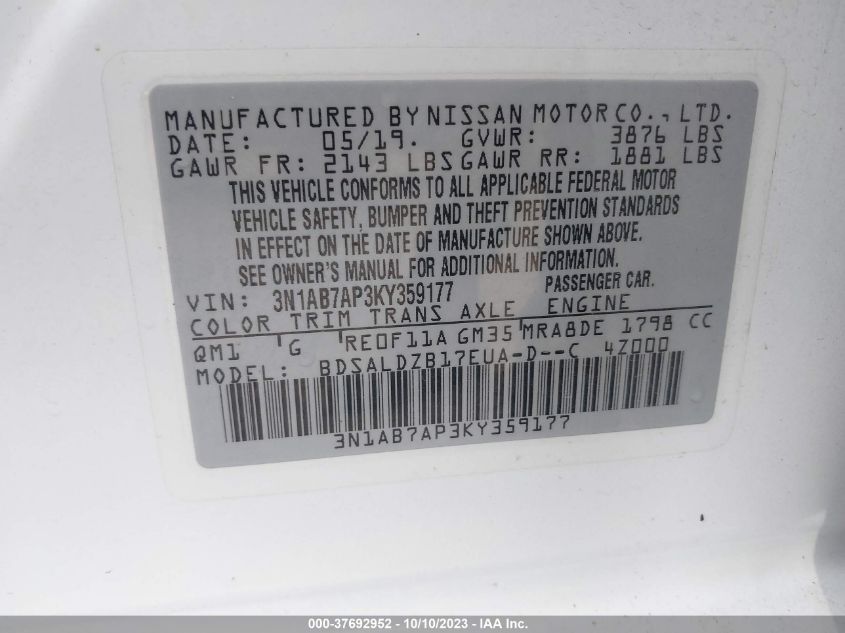 MANUFACTURED BY NISSAN MOTOR CO., LTD.
DATE: 05/19. GVWR: 3876 LBS
GAWR FR: 2143 LBS GAWR RR: 1881 LBS
THIS VEHICLE CONFORMS TO ALL APPLICABLE FEDERAL MOTOR
VEHICLE SAFETY, BUMPER AND THEFT PREVENTION STANDARDS
IN EFFECT ON THE DATE OF MANUFACTURE SHOWN ABOVE.
SEE OWNER'S MANUAL FOR ADDITIONAL INFORMATION.
VIN: 3N1AB7AP3KY359177 PASSENGER CAR.
COLOR TRIM TRANS AXLE ENGINE
QM1 'G 'RE0F11A GM35 'MRA8DE 1798 CC
MODEL: BDSALDZB17EUA-D--C 4Z000
3N1AB7AP3KY359177
000-37692952 - 10/10/2023 - IAA Inc.